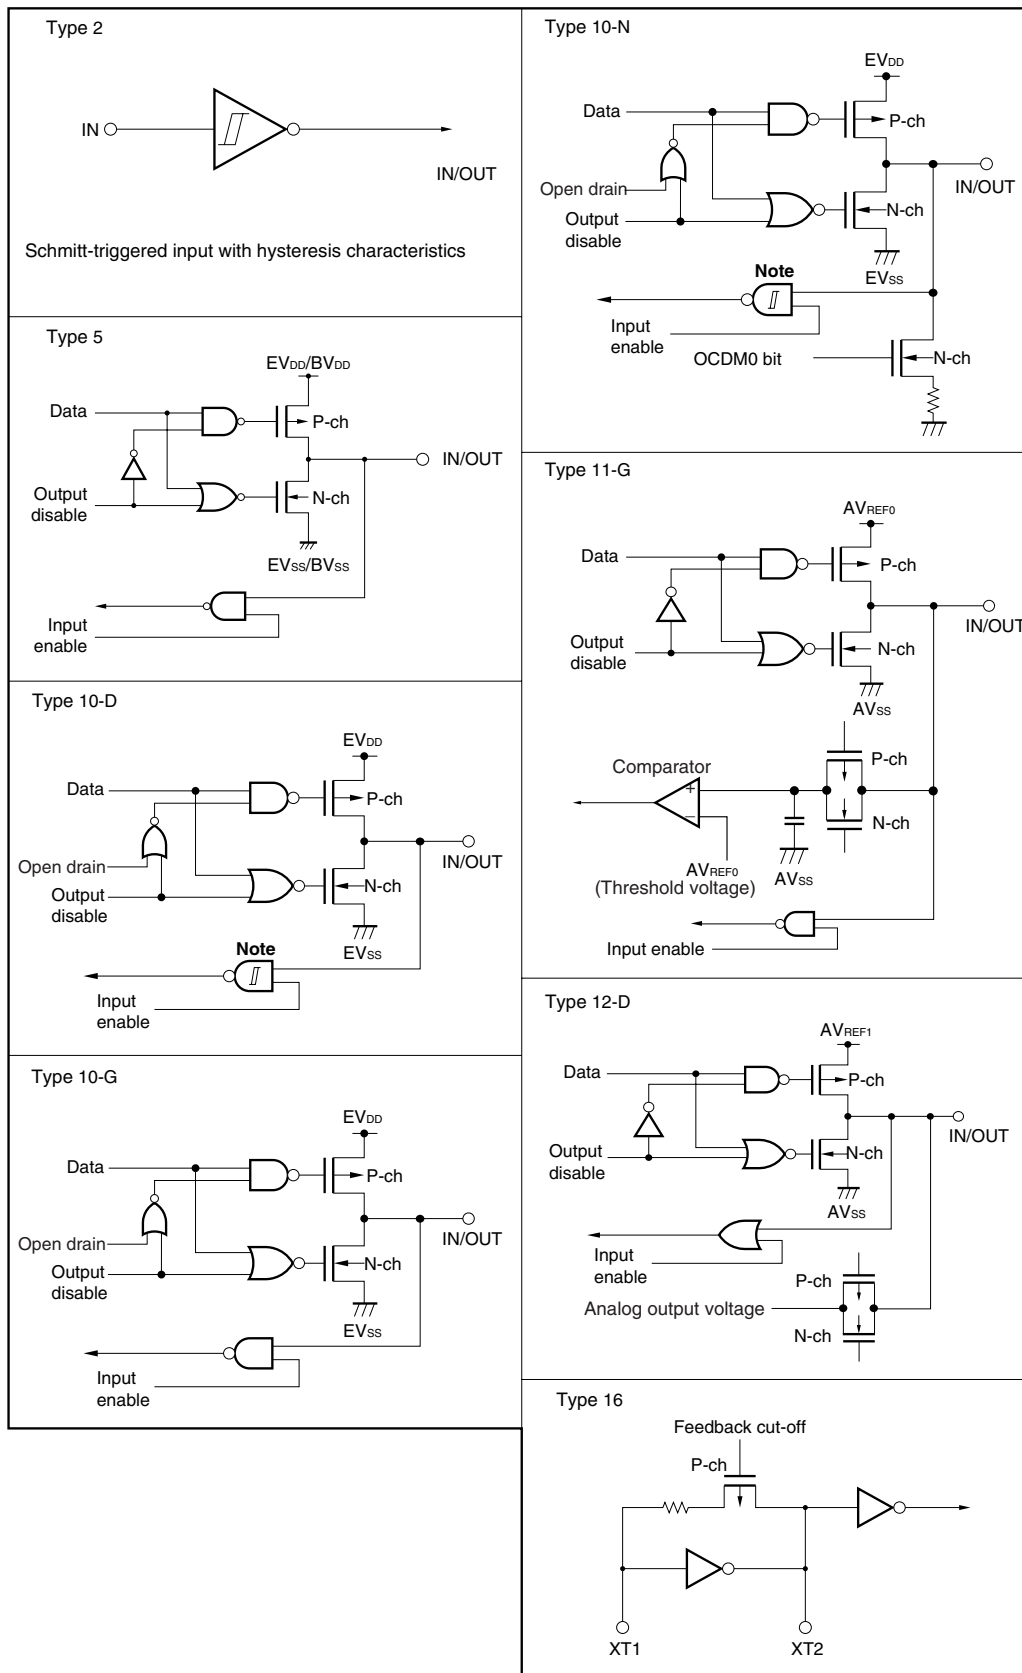 Type 2
IN
IN/OUT
Schmitt-triggered input with hysteresis characteristics
Type 5
EVDD/BVDD
Data
P-ch
IN/OUT
Output
disable
N-ch
EVSS/BVSS
Input
enable
Type 10-D
EVDD
Data
P-ch
IN/OUT
Open drain
Output
disable
N-ch
EVSS
Note
Input
enable
Type 10-G
EVDD
Data
P-ch
IN/OUT
Open drain
Output
disable
N-ch
EVSS
Input
enable
Type 10-N
EVDD
Data
P-ch
IN/OUT
Open drain
Output
disable
N-ch
EVSS
Note
Input
enable
OCDM0 bit
N-ch
Type 11-G
AVREF0
Data
P-ch
IN/OUT
Output
disable
N-ch
AVSS
P-ch
Comparator
+
−
N-ch
AVREF0
(Threshold voltage)
AVSS
Input enable
Type 12-D
AVREF1
Data
P-ch
IN/OUT
Output
disable
N-ch
AVSS
Input
enable
P-ch
Analog output voltage
N-ch
Type 16
Feedback cut-off
P-ch
XT1
XT2